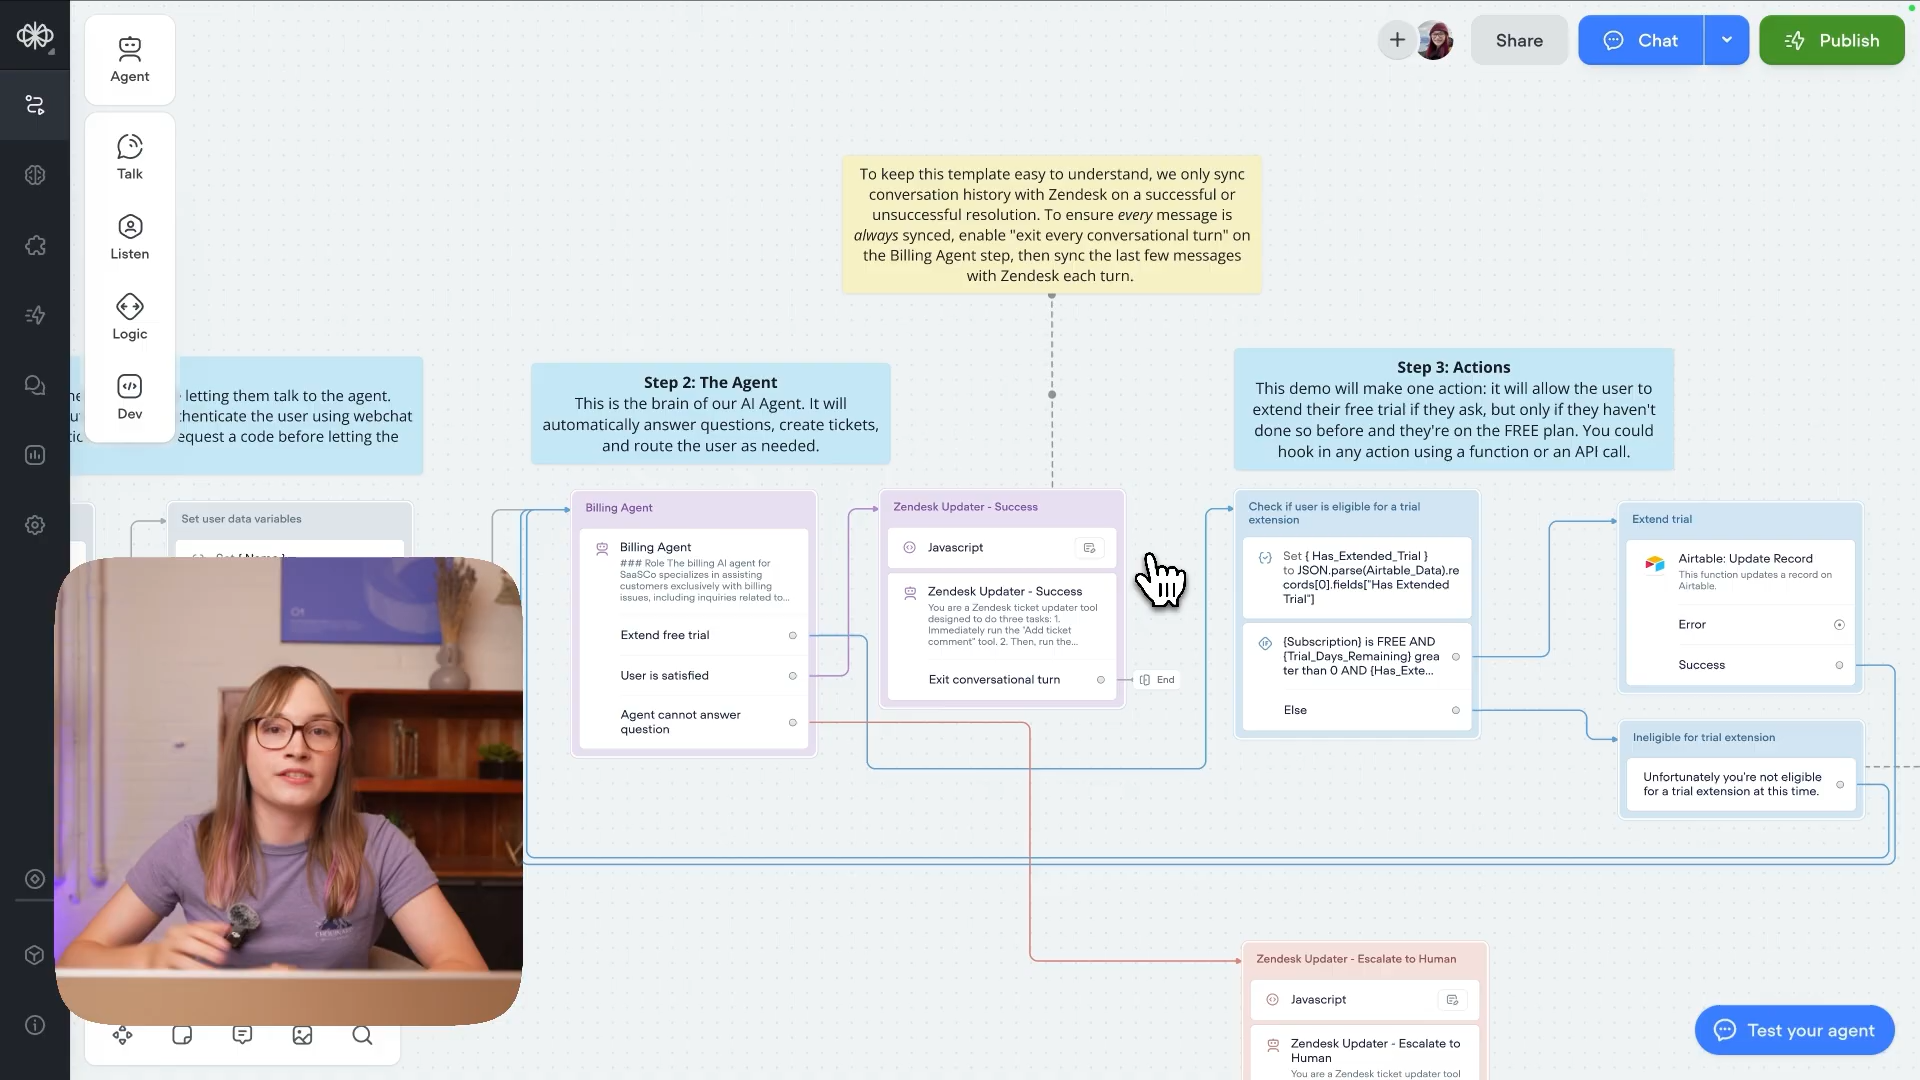 Agent
Talk
Listen
Logic
Dev
Share
Chat
Publish
To keep this template easy to understand, we only sync
conversation history with Zendesk on a successful or
unsuccessful resolution. To ensure every message is
always synced, enable "exit every conversational turn" on
the Billing Agent step, then sync the last few messages
with Zendesk each turn.
letting them talk to the agent.
thenticate the user using webchat
equest a code before letting the
Step 2: The Agent
This is the brain of our AI Agent. It will
automatically answer questions, create tickets,
and route the user as needed.
Step 3: Actions
This demo will make one action: it will allow the user to
extend their free trial if they ask, but only if they haven't
done so before and they're on the FREE plan. You could
hook in any action using a function or an API call.
Set user data variables
Billing Agent
Billing Agent
### Role The billing AI agent for
SaaSCo specializes in assisting
customers exclusively with billing
issues, including inquiries related to...
Extend free trial
User is satisfied
Agent cannot answer
question
Zendesk Updater - Success
Javascript
Zendesk Updater - Success
You are a Zendesk ticket updater tool
designed to do three tasks: 1.
Immediately run the "Add ticket
comment" tool. 2. Then, run the...
Exit conversational turn
End
Check if user is eligible for a trial
extension
Set { Has_Extended_Trial }
to JSON.parse(Airtable_Data).re
cords[0].fields["Has Extended
Trial"]
{Subscription} is FREE AND
{Trial_Days_Remaining} grea
ter than 0 AND {Has_Exte...
Else
Extend trial
Airtable: Update Record
This function updates a record on
Airtable.
Error
Success
Ineligible for trial extension
Unfortunately you're not eligible
for a trial extension at this time.
Zendesk Updater - Escalate to Human
Javascript
Zendesk Updater - Escalate to
Human
You are a Zendesk ticket updater tool
Test your agent